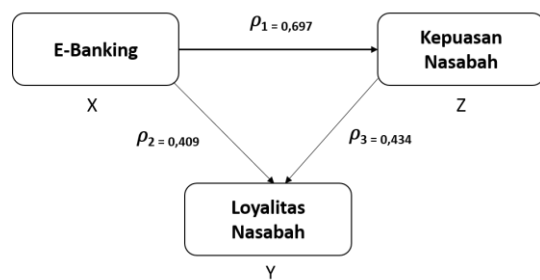 ρ1 = 0,697
E-Banking
Kepuasan
Nasabah
X
Z
ρ2 = 0,409
ρ3 = 0,434
Loyalitas
Nasabah
Y